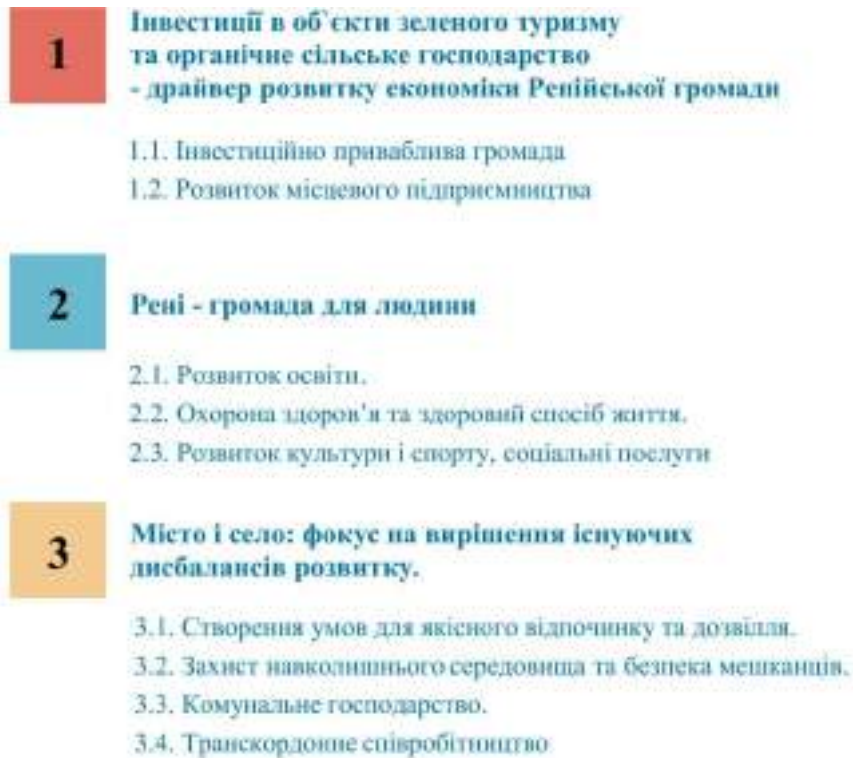 1
Інвестиції в об`єкти зеленого туризму
та органічне сільське господарство
- драйвер розвитку економіки Ренійської громади
1.1. Інвестиційно приваблива громада
1.2. Розвиток місцевого підприємництва
2
Рені - громада для людини
2.1. Розвиток освіти.
2.2. Охорона здоров’я та здоровий спосіб життя.
2.3. Розвиток культури і спорту, соціальні послуги
3
Місто і село: фокус на вирішення існуючих
дисбалансів розвитку.
3.1. Створення умов для якісного відпочинку та дозвілля.
3.2. Захист навколишнього середовища та безпека мешканців.
3.3. Комунальне господарство.
3.4. Транскордонне співробітництво